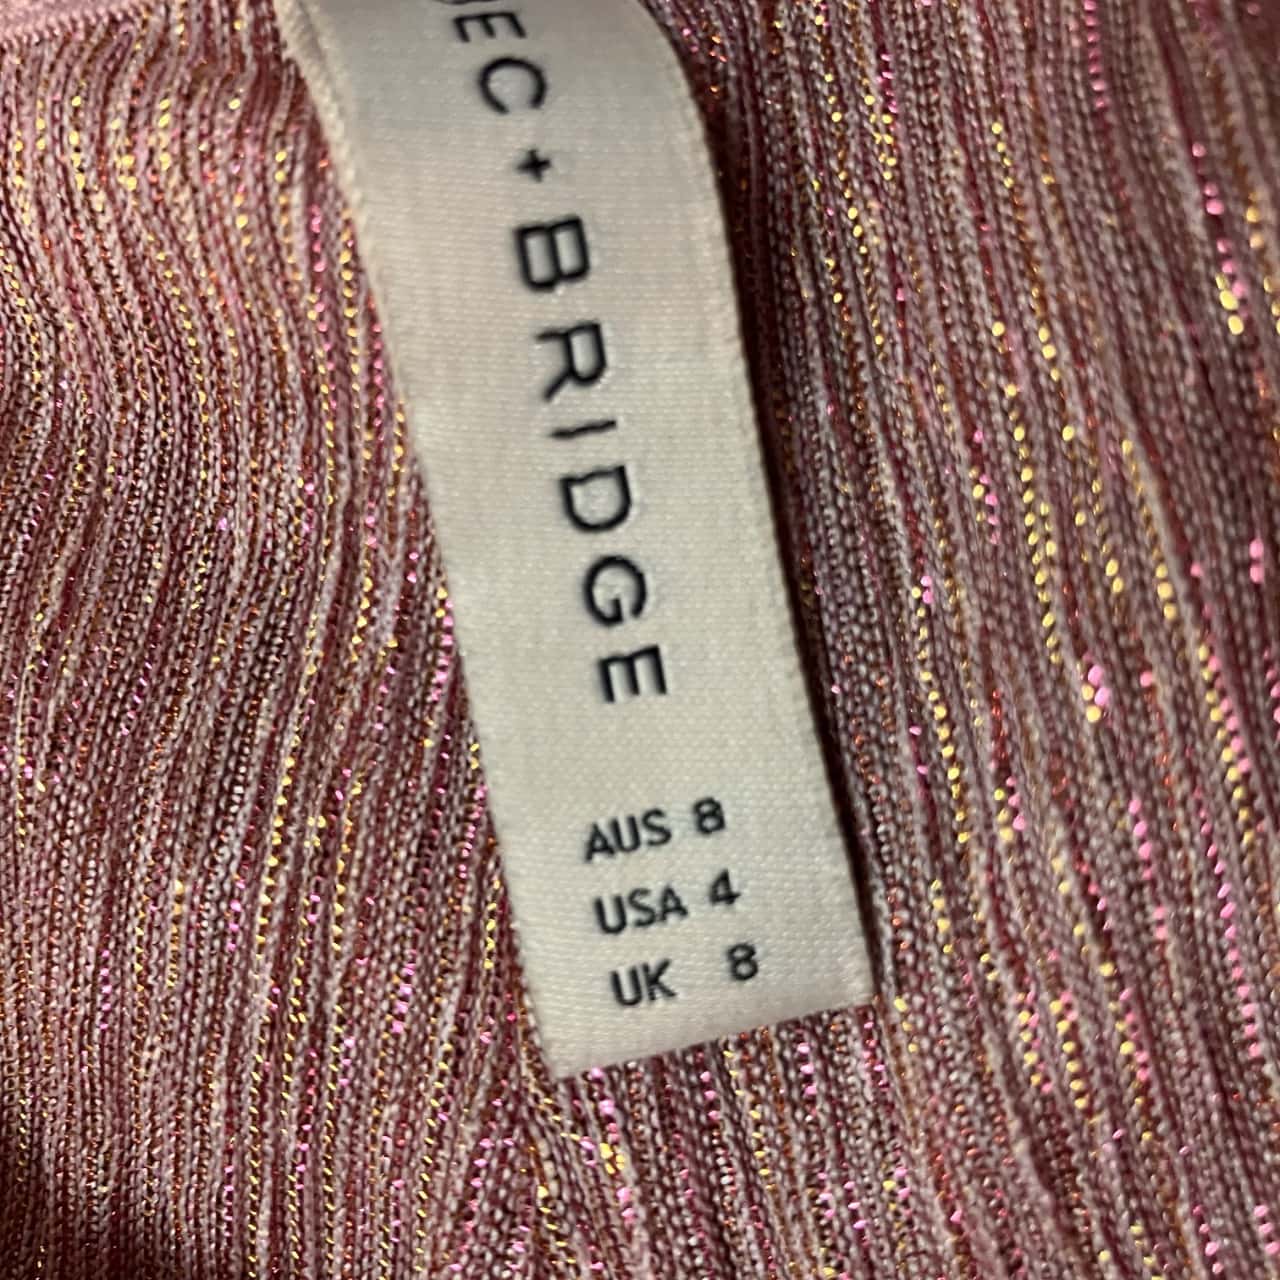 EC + BRIDGE
AUS 8
USA 4
UK 8